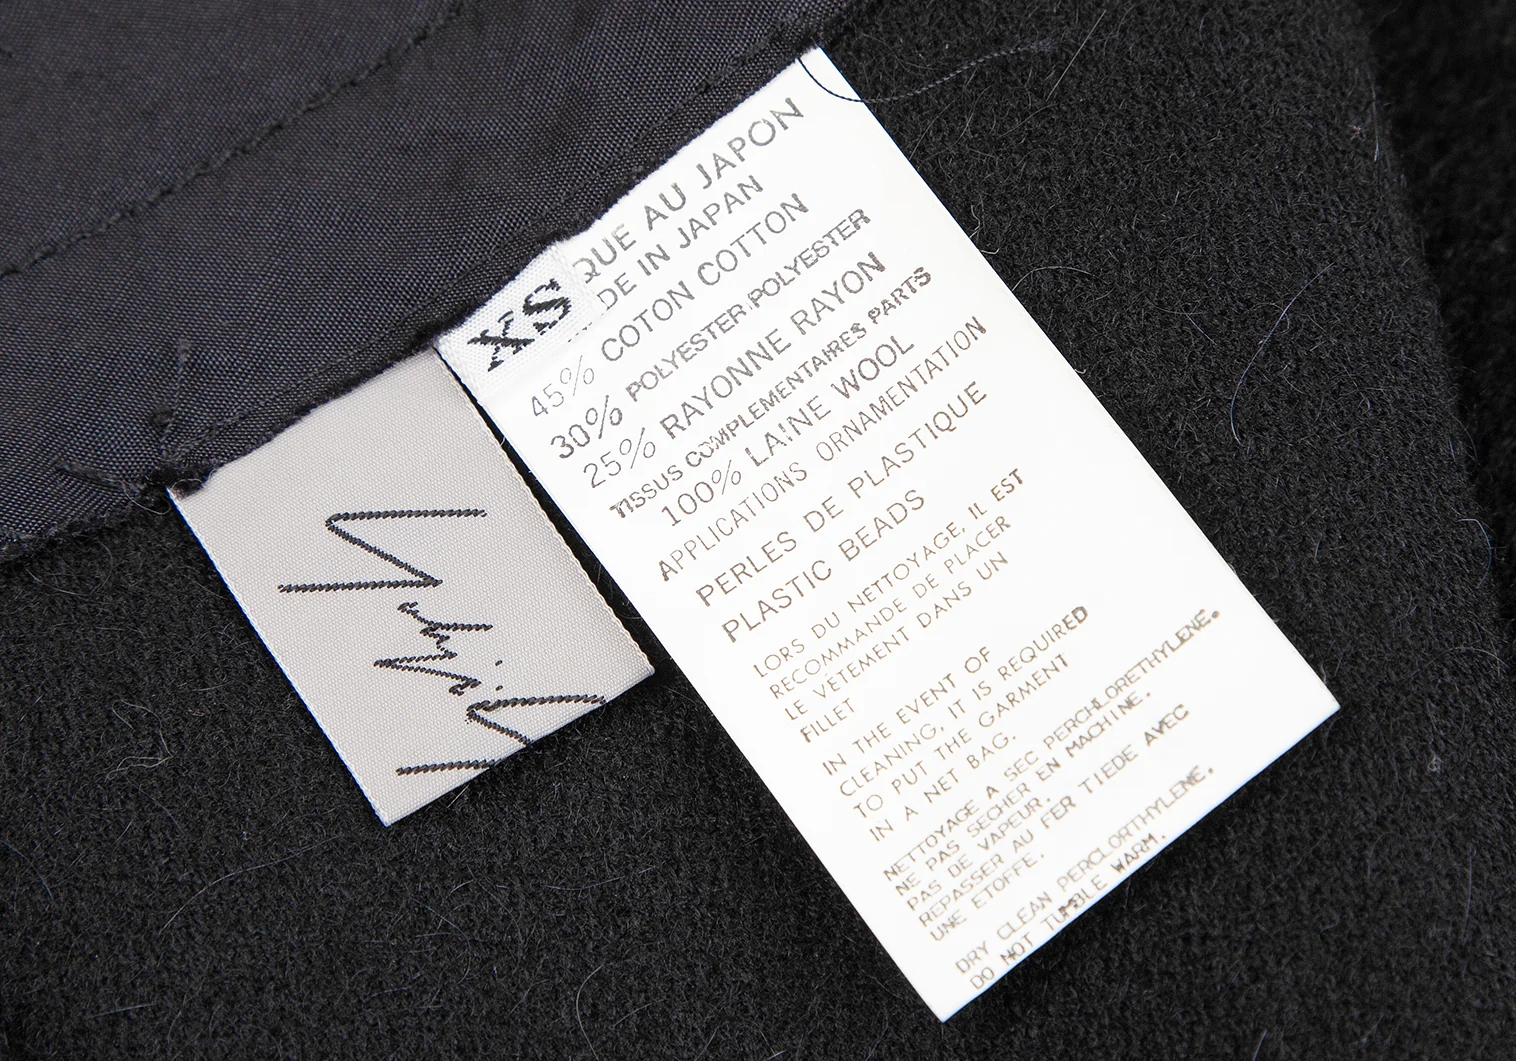 XS
QUE AU JAPON
DE IN JAPAN
45% COTON COTTON
30% POLYESTER POLYESTER
25% RAYONNE RAYON
TISSUS COMPLEMENTAIRES PARTS
100% LAINE WOOL
APPLICATIONS ORNAMENTATION
PERLES DE PLASTIQUE
PLASTIC BEADS
LORS DU NETTOYAGE, IL EST
RECOMMANDE DE PLACER
LE VETEMENT DANS UN
FILLET
IN THE EVENT OF
CLEANING, IT IS REQUIRED
TO PUT THE GARMENT
IN A NET BAG.
NETTOYAGE A SEC PERCHLORETHYLENE.
NE PAS SECHER EN MACHINE.
PAS DE VAPEUR.
REPASSER AU FER TIEDE AVEC
UNE ETOFFE.
DRY CLEAN PERCLORTHYLENE.
DO NOT TUMBLE WARM.